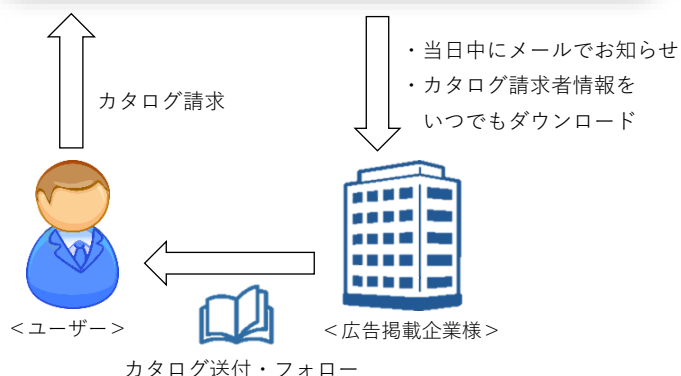 ・当日中にメールでお知らせ
・カタログ請求者情報を
いつでもダウンロード
カタログ請求
＜ユーザー＞
＜広告掲載企業様＞
カタログ送付・フォロー